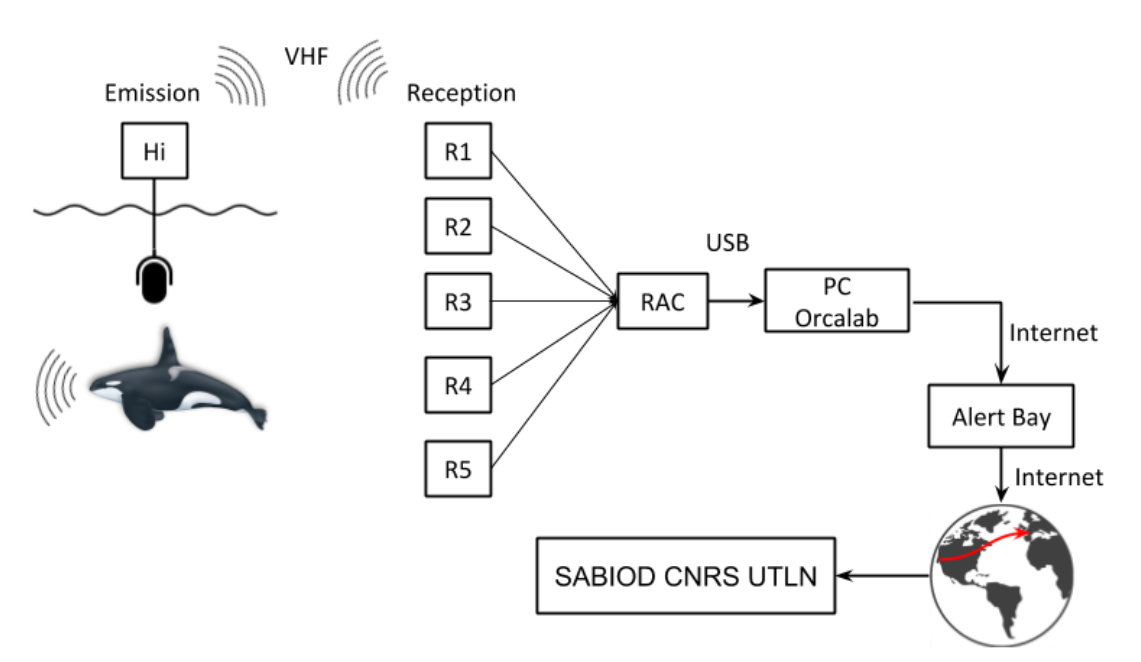 VHF
Emission
Reception
Hi
R1
R2
R3
R4
R5
RAC
USB
PC
Orcalab
Internet
Alert Bay
Internet
SABIOD CNRS UTLN